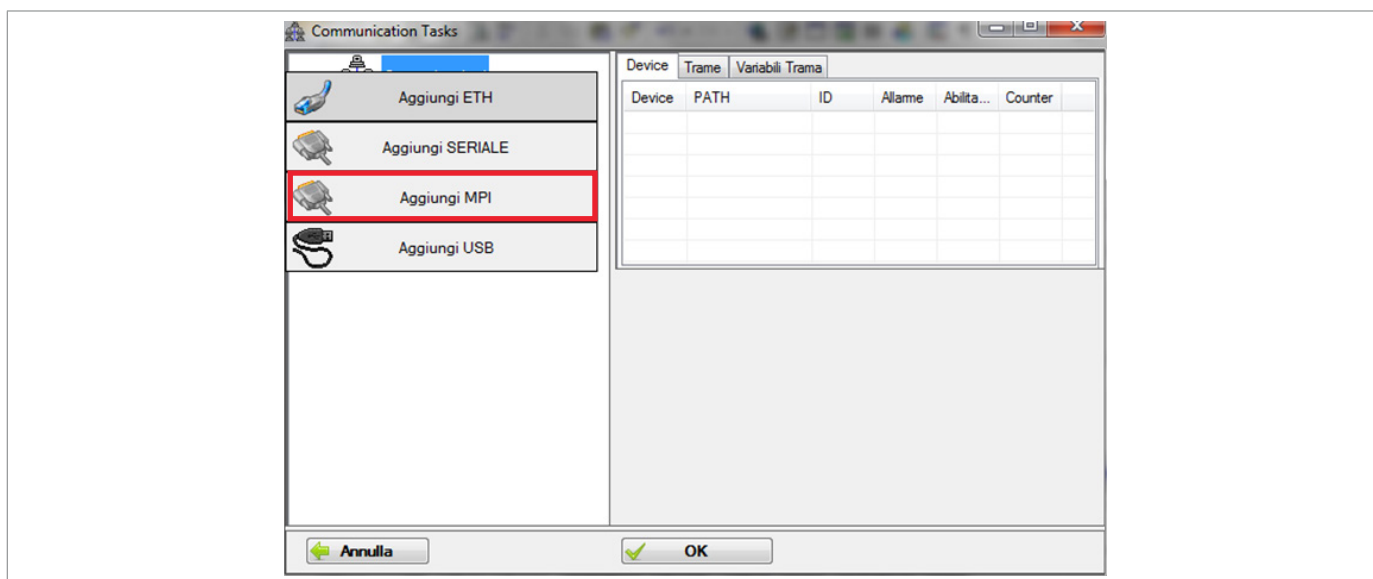 Communication Tasks
Device Trame Variabili Trama
Aggiungi ETH
Device PATH ID Allarme Abilita... Counter
Aggiungi SERIALE
Aggiungi MPI
Aggiungi USB
Annulla OK